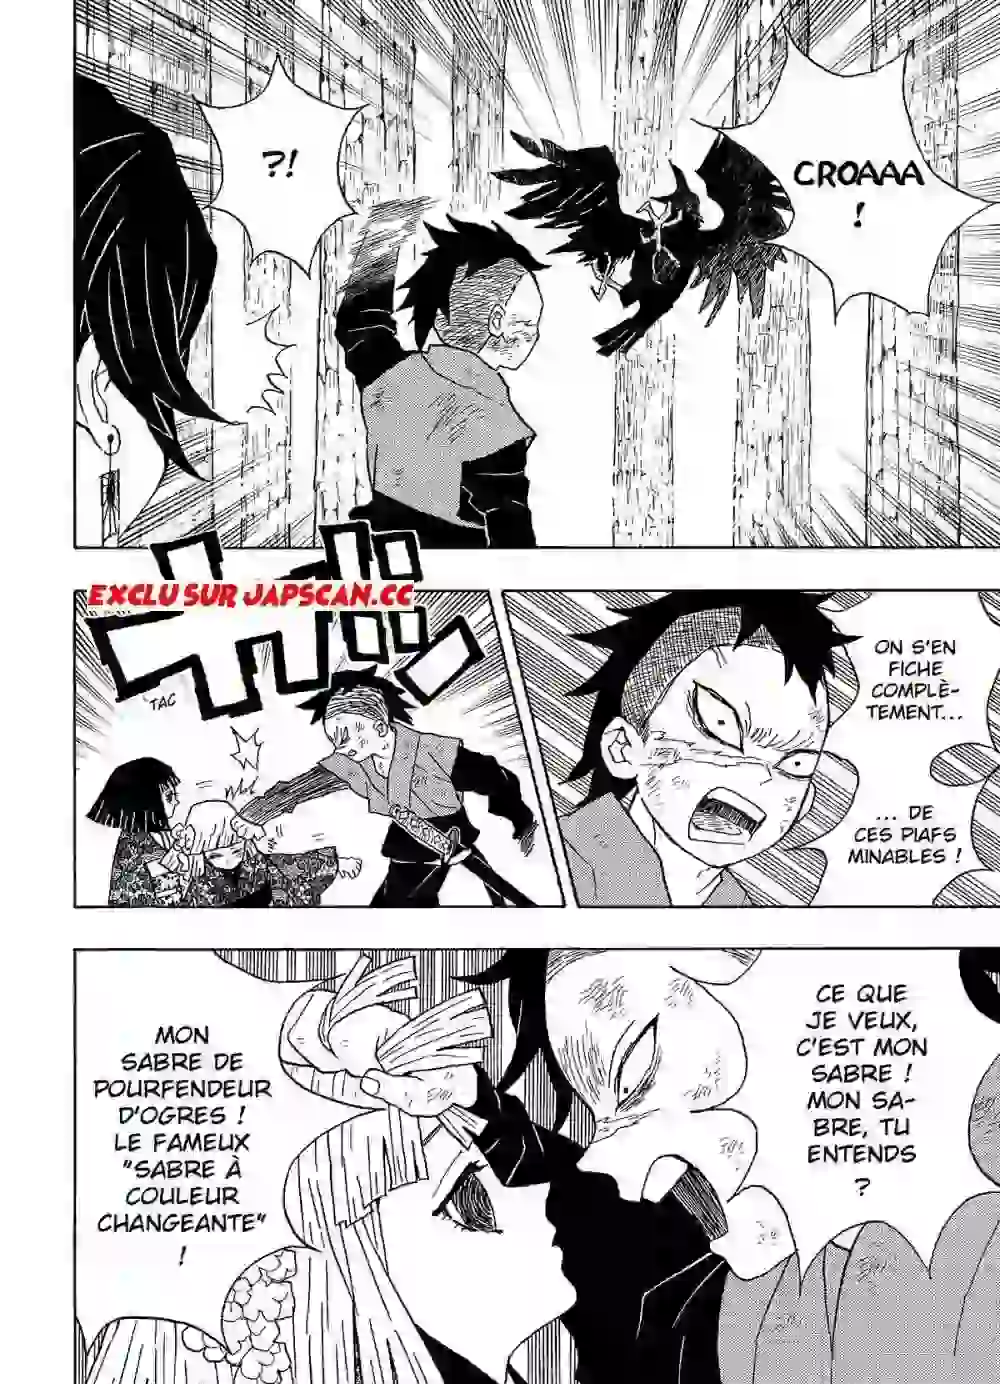 CROAAA
!
?!
EXCLU SUR JAPSCAN.CC
ON S'EN
FICHE
COMPLÈ-
TEMENT...
... DE
CES PIAFS
MINABLES !
TAC
CE QUE
JE VEUX,
C'EST MON
SABRE !
MON SA-
BRE, TU
ENTENDS
?
MON
SABRE DE
POURFENDEUR
D'OGRES !
LE FAMEUX
"SABRE À
COULEUR
CHANGEANTE"
!